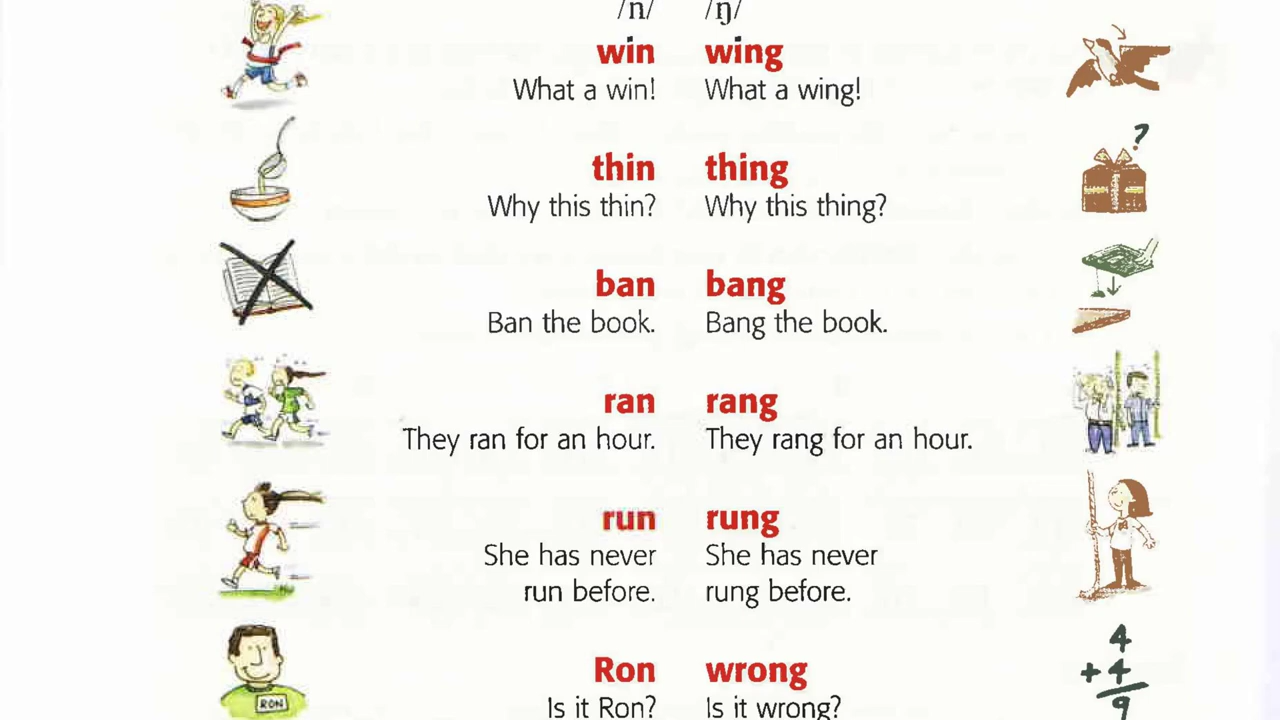 /n/ /ŋ/
win wing
What a win! What a wing!
?
thin thing
Why this thin? Why this thing?
ban bang
Ban the book. Bang the book.
ran rang
They ran for an hour. They rang for an hour.
run rung
She has never She has never
run before. rung before.
Ron wrong
Is it Ron? Is it wrong?
RON
4
+4
9